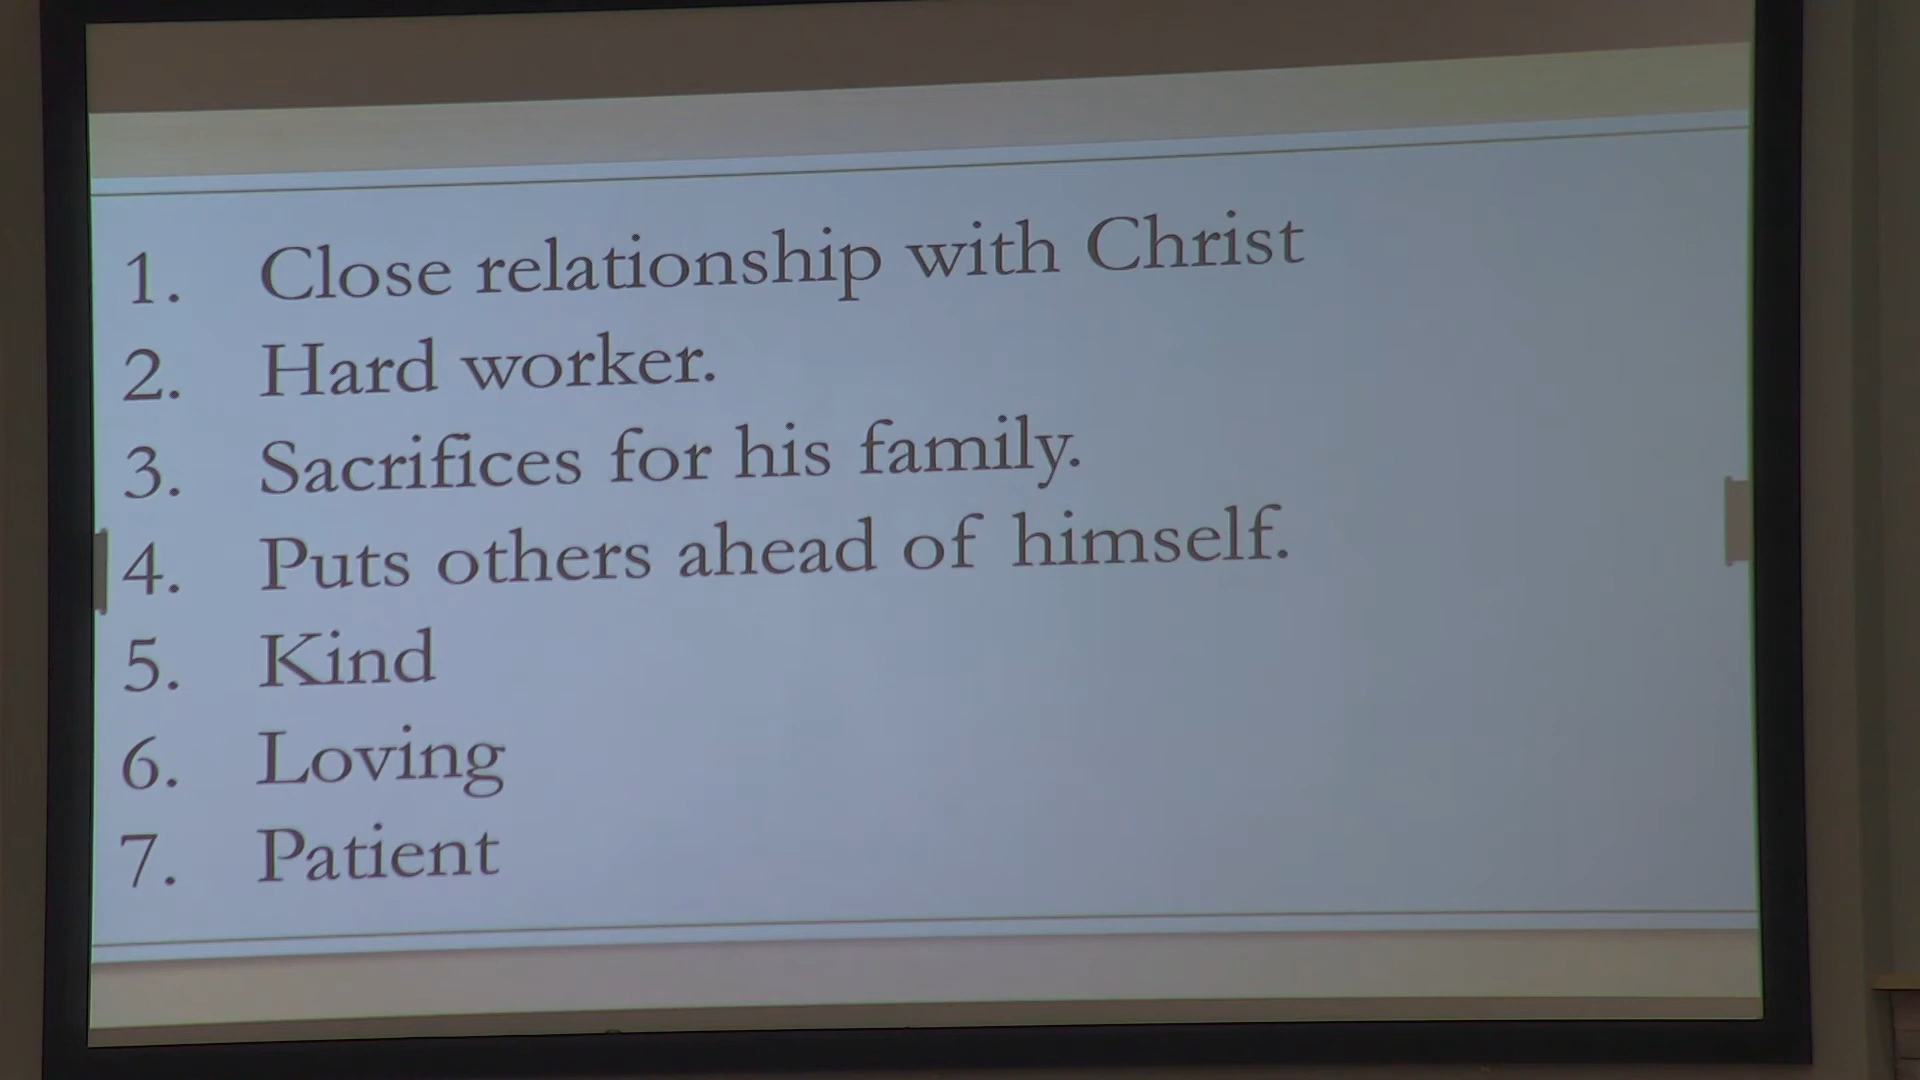 1. Close relationship with Christ
2. Hard worker.
3. Sacrifices for his family.
4. Puts others ahead of himself.
5. Kind
6. Loving
7. Patient